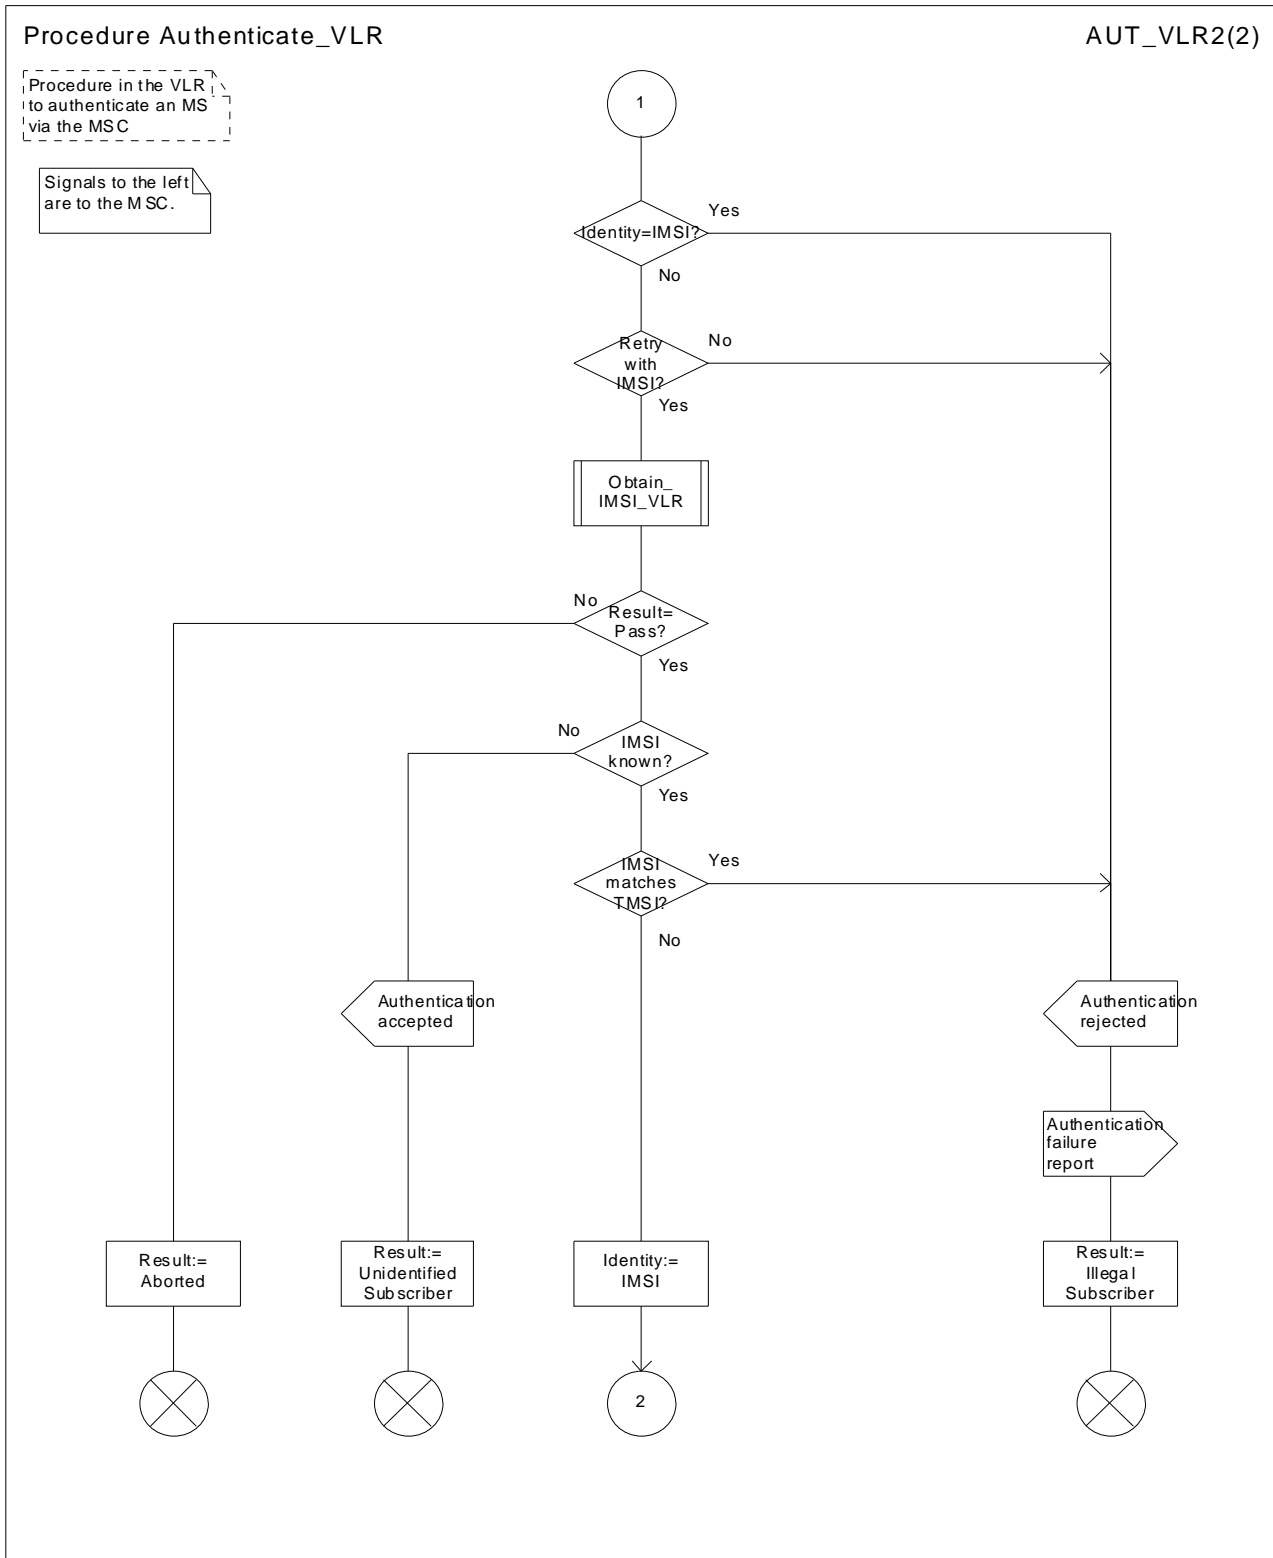 Procedure Authenticate_VLR
AUT_VLR2(2)
Procedure in the VLR
to authenticate an MS
via the MSC
1
Signals to the left
are to the MSC.
Yes
Identity=IMSI?
No
Retry
with
IMSI?
No
Yes
Obtain_
IMSI_VLR
No
Result=
Pass?
Yes
No
IMSI
known?
Yes
IMSI
matches
TMSI?
Yes
No
Authentication
accepted
Authentication
rejected
Authentication
failure
report
Result:=
Aborted
Result:=
Unidentified
Subscriber
Identity:=
IMSI
Result:=
Illegal
Subscriber
2